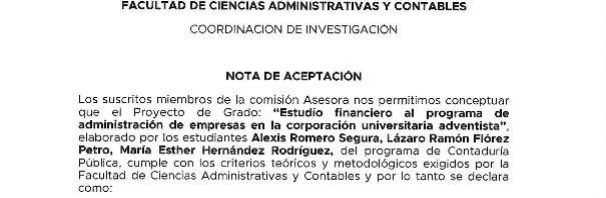 FACULTAD DE CIENCIAS ADMINISTRATIVAS Y CONTABLES
COORDINACION DE INVESTIGACIÓN
NOTA DE ACEPTACIÓN
Los suscritos miembros de la comisión Asesora nos permitimos conceptuar
que el Proyecto de Grado: “Estudio financiero al programa de
administración de empresas en la corporación universitaria adventista”,
elaborado por los estudiantes Alexis Romero Segura, Lázaro Ramón Flórez
Petro, María Esther Hernández Rodríguez, del programa de Contaduría
Pública, cumple con los criterios teóricos y metodológicos exigidos por la
Facultad de Ciencias Administrativas y Contables y por lo tanto se declara
como: